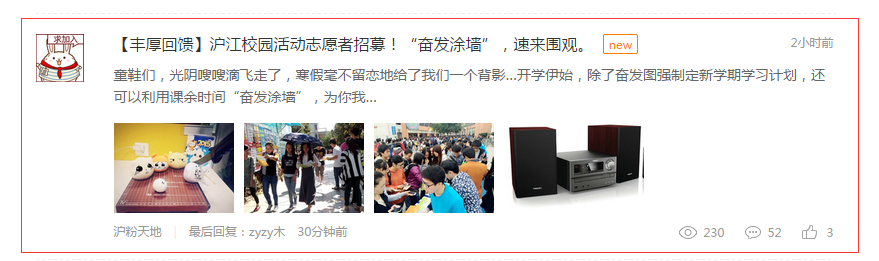 求加入
【丰厚回馈】沪江校园活动志愿者招募！“奋发涂墙”，速来围观。 new 2小时前
童鞋们，光阴嗖嗖滴飞走了，寒假毫不留恋地给了我们一个背影...开学伊始，除了奋发图强制定新学期学习计划，还
可以利用课余时间“奋发涂墙”，为你我...
沪粉天地 | 最后回复：zyzy木 30分钟前 230 52 3